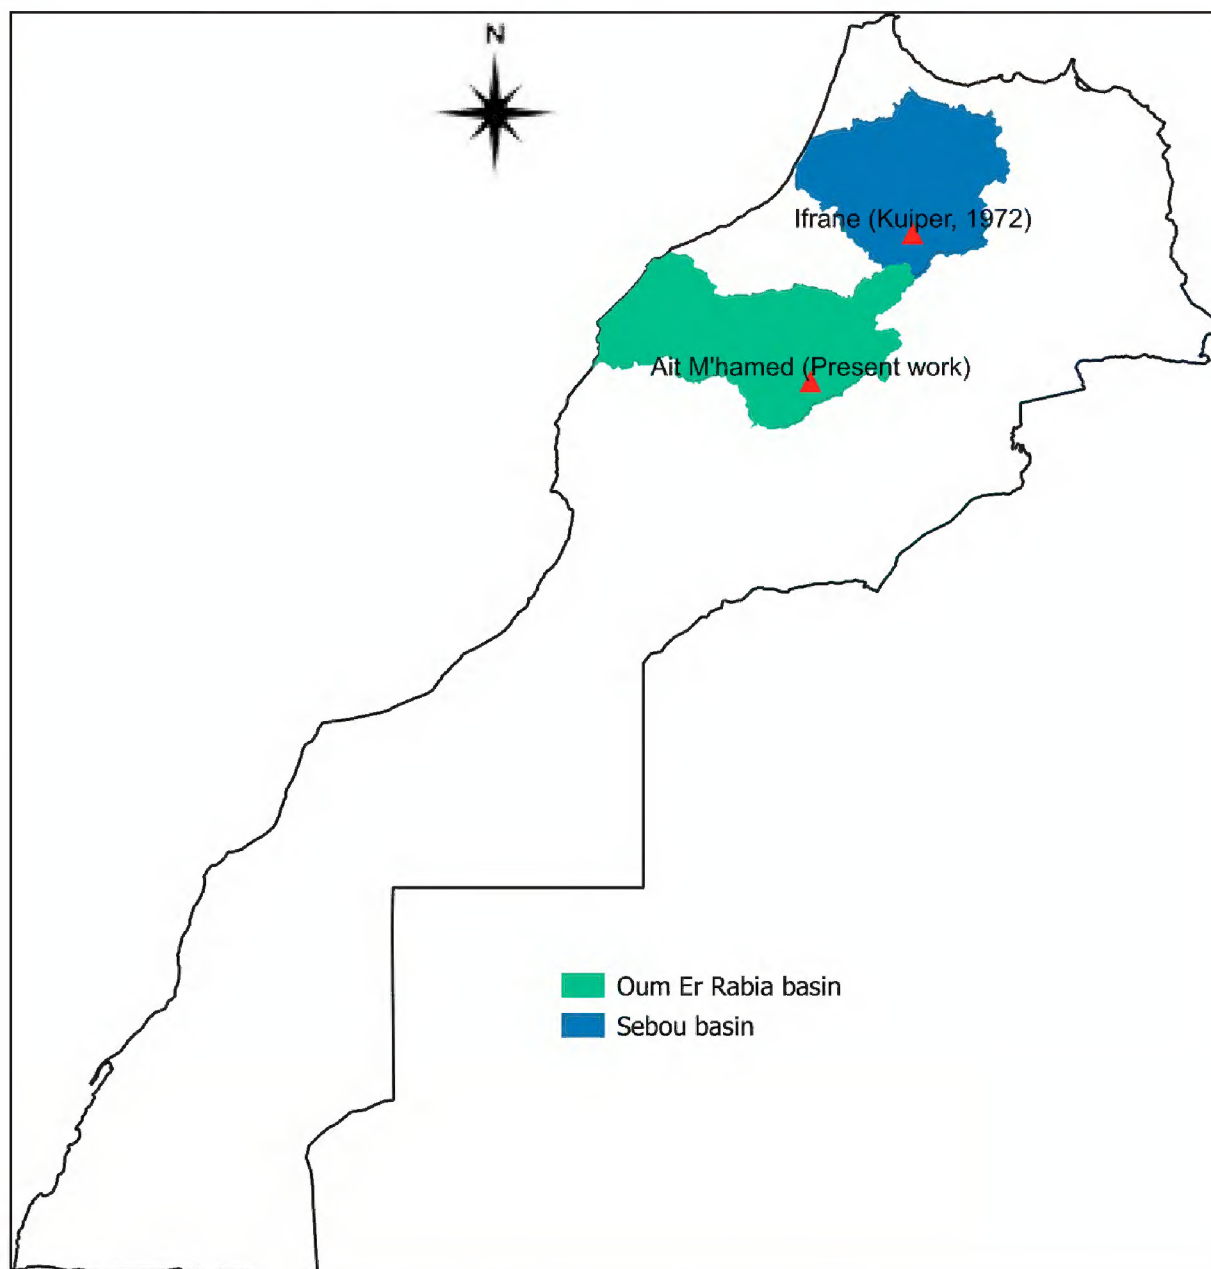 N
Ifrane (Kuiper, 1972)
Ait M'hamed (Present work)
Oum Er Rabia basin
Sebou basin